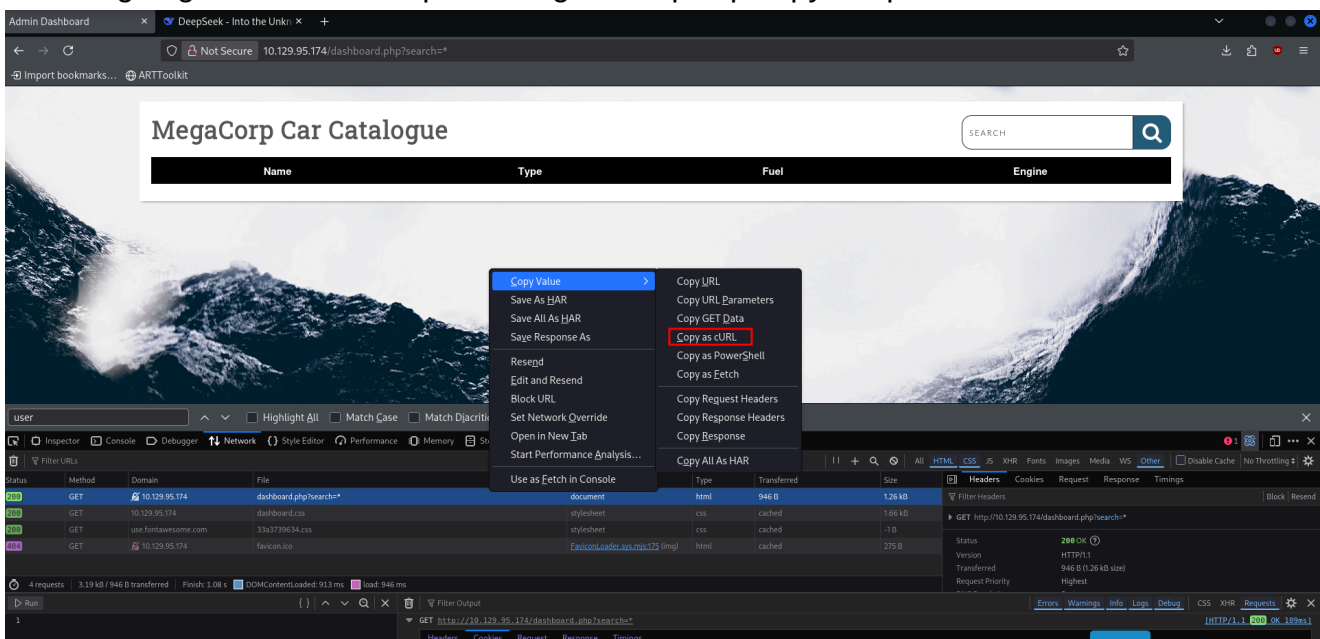 Admin Dashboard × DeepSeek - Into the Unkn × +
Not Secure 10.129.95.174/dashboard.php?search=*
Import bookmarks... ARTToolkit
MegaCorp Car Catalogue
SEARCH
Name Type Fuel Engine
Copy Value
Save As HAR
Save All As HAR
Save Response As
Resend
Edit and Resend
Block URL
Set Network Override
Open in New Tab
Start Performance Analysis...
Use as Fetch in Console
Copy URL
Copy URL Parameters
Copy GET Data
Copy as cURL
Copy as PowerShell
Copy as Fetch
Copy Request Headers
Copy Response Headers
Copy Response
Copy All As HAR
user Highlight All Match Case Match Diacriti
Inspector Console Debugger Network Style Editor Performance Memory 1
Filter URLs All HTML CSS JS XHR Fonts Images Media WS Other Disable Cache No Throttling
Status Method Domain File Type Transferred Size
200 GET 10.129.95.174 dashboard.php?search=* document html 946 B 1.26 kB
200 GET 10.129.95.174 dashboard.css stylesheet css cached 1.66 kB
200 GET use.fontawesome.com 33a3739634.css stylesheet css cached -1 B
404 GET 10.129.95.174 favicon.ico FaviconLoader.sys.mjs:175 (img) html cached 275 B
4 requests 3.19 kB / 946 B transferred Finish: 1.08 s DOMContentLoaded: 913 ms load: 946 ms
Headers Cookies Request Response Timings
Filter Headers Block Resend
GET http://10.129.95.174/dashboard.php?search=*
Status 200 OK
Version HTTP/1.1
Transferred 946 B (1.26 kB size)
Request Priority Highest
Run Filter Output Errors Warnings Info Logs Debug CSS XHR Requests
1
GET http://10.129.95.174/dashboard.php?search=* [HTTP/1.1 200 OK 109ms]
Headers Cookies Request Response Timings